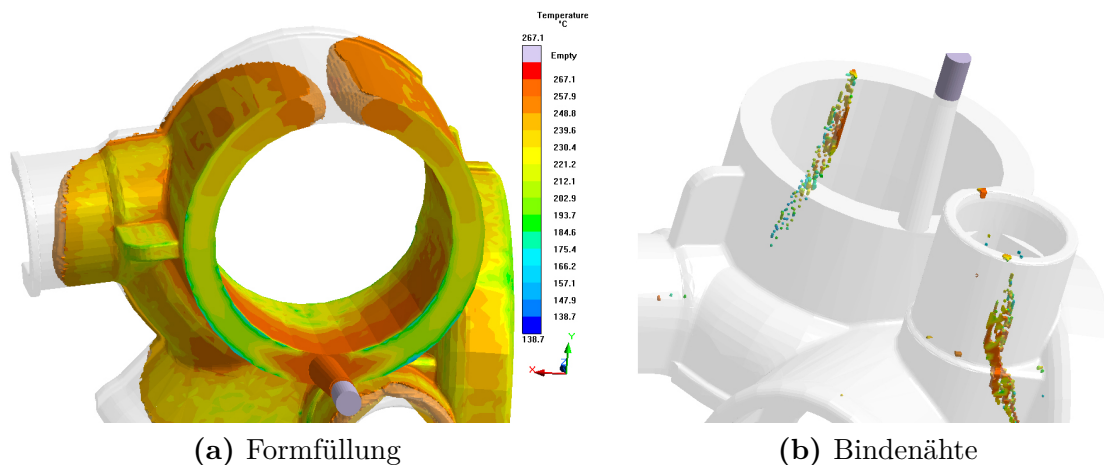 Temperature
°C
267.1
Empty
267.1
257.9
248.8
239.6
230.4
221.2
212.1
202.9
193.7
184.6
175.4
166.2
157.1
147.9
138.7
138.7
Y
Z
X
(a) Formfüllung
(b) Bindenähte